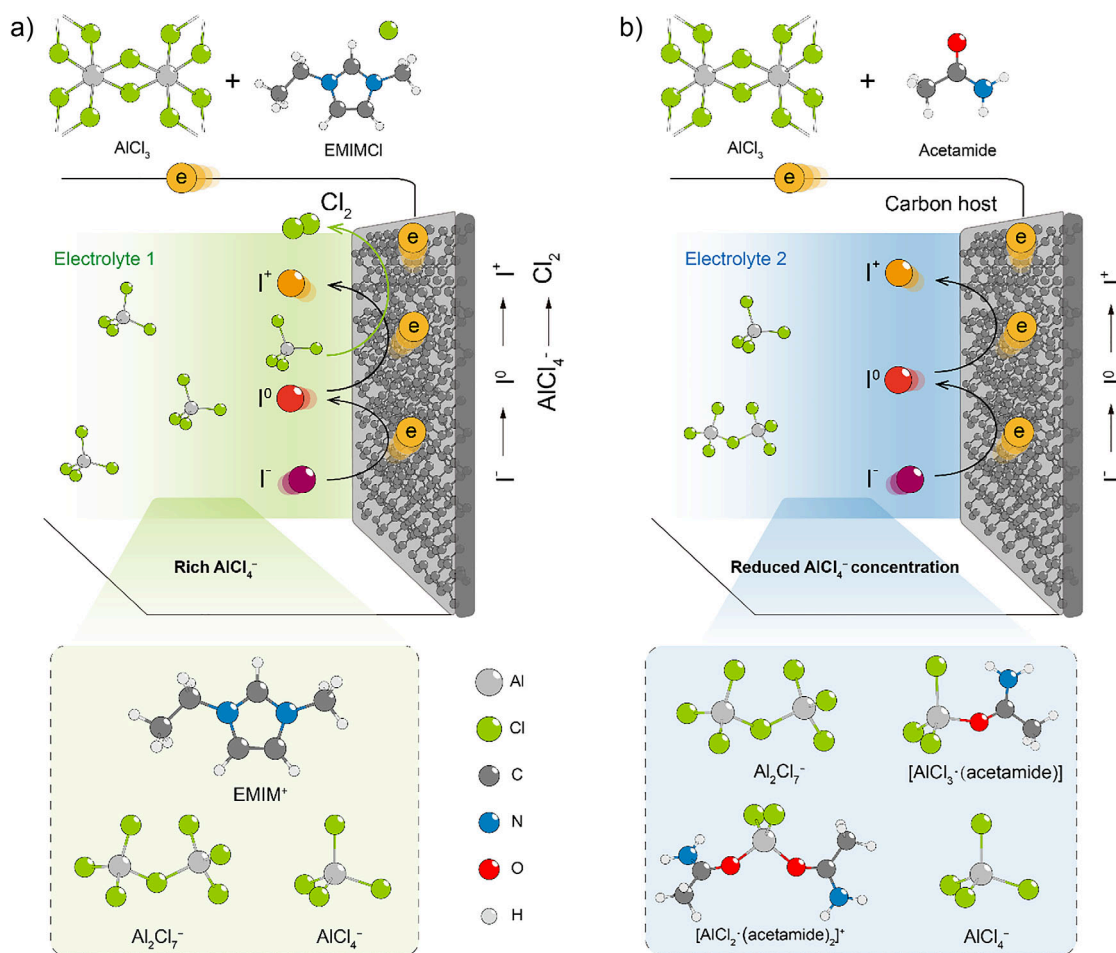 a)
+
AlCl₃
EMIMCl
e
Cl₂
e
Electrolyte 1
I⁺
e
I⁰
e
I⁻
I⁻ → I⁰ → I⁺
AlCl₄⁻ → Cl₂
Rich AlCl₄⁻
EMIM⁺
Al₂Cl₇⁻
AlCl₄⁻
Al
Cl
C
N
O
H
b)
+
AlCl₃
Acetamide
e
Carbon host
e
Electrolyte 2
I⁺
e
I⁰
e
I⁻
I⁻ → I⁰ → I⁺
Reduced AlCl₄⁻ concentration
Al₂Cl₇⁻
[AlCl₃·(acetamide)]
[AlCl₂·(acetamide)₂]⁺
AlCl₄⁻